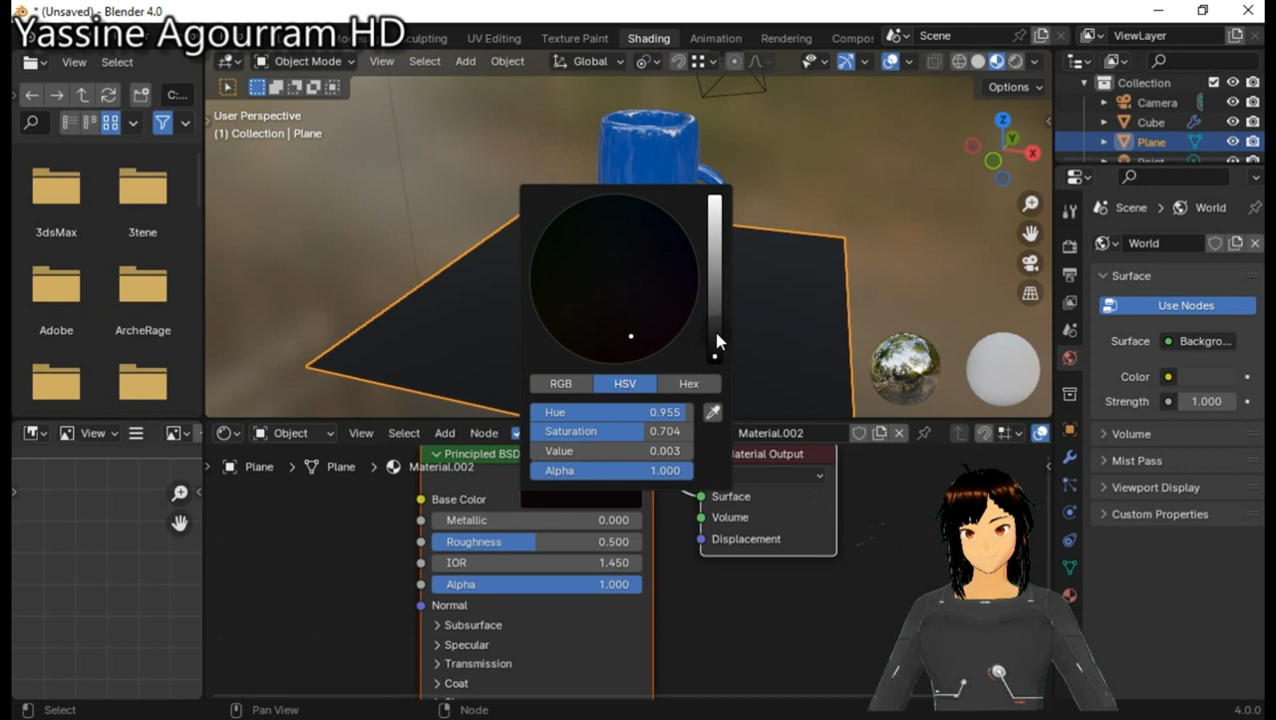 * (Unsaved) - Blender 4.0
Yassine Agourram HD
Sculpting
UV Editing
Texture Paint
Shading
Animation
Rendering
Compos
Scene
ViewLayer
View
Select
Object Mode
View
Select
Add
Object
Global
Options
C:...
User Perspective
(1) Collection | Plane
Z
Y
X
3dsMax
3tene
Adobe
ArcheRage
Collection
Camera
Cube
Plane
Point
Scene
World
World
Surface
Use Nodes
Surface
Backgro...
Color
Strength
1.000
Volume
Mist Pass
Viewport Display
Custom Properties
RGB
HSV
Hex
Hue 0.955
Saturation 0.704
Value 0.003
Alpha 1.000
View
Object
View
Select
Add
Node
Material.002
Plane
Plane
Material.002
Principled BSD
Base Color
Metallic 0.000
Roughness 0.500
IOR 1.450
Alpha 1.000
Normal
Subsurface
Specular
Transmission
Coat
aterial Output
Surface
Volume
Displacement
Select
Pan View
Node
4.0.0